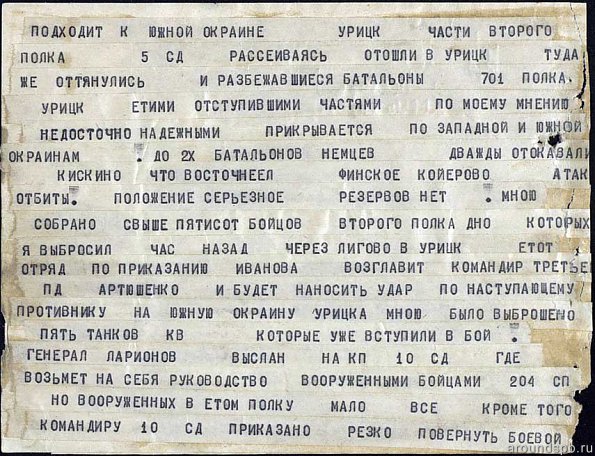 ПОДХОДИТ К ЮЖНОЙ ОКРАИНЕ УРИЦК ЧАСТИ ВТОРОГО
ПОЛКА 5 СД РАССЕИВАЯСЬ ОТОШЛИ В УРИЦК ТУДА
ЖЕ ОТТЯНУЛИСЬ И РАЗБЕЖАВШИЕСЯ БАТАЛЬОНЫ 701 ПОЛКА.
УРИЦК ЕТИМИ ОТСТУПИВШИМИ ЧАСТЯМИ ПО МОЕМУ МНЕНИЮ
НЕДОСТОЧНО НАДЕЖНЫМИ ПРИКРЫВАЕТСЯ ПО ЗАПАДНОЙ И ЮЖНОЙ
ОКРАИНАМ . ДО 2Х БАТАЛЬОНОВ НЕМЦЕВ ДВАЖДЫ ОТОКАВАЛИ
КИСКИНО ЧТО ВОСТОЧНЕЕЛ ФИНСКОЕ КОЙЕРОВО АТАК
ОТБИТЫ. ПОЛОЖЕНИЕ СЕРЬЕЗНОЕ РЕЗЕРВОВ НЕТ . МНОЮ
СОБРАНО СВЫШЕ ПЯТИСОТ БОЙЦОВ ВТОРОГО ПОЛКА ДНО КОТОРЫХ
Я ВЫБРОСИЛ ЧАС НАЗАД ЧЕРЕЗ ЛИГОВО В УРИЦК ЕТОТ
ОТРЯД ПО ПРИКАЗАНИЮ ИВАНОВА ВОЗГЛАВИТ КОМАНДИР ТРЕТЬЕЙ
ПД АРТЮШЕНКО И БУДЕТ НАНОСИТЬ УДАР ПО НАСТУПАЮЩЕМУ
ПРОТИВНИКУ НА ЮЖНУЮ ОКРАИНУ УРИЦКА МНОЮ БЫЛО ВЫБРОШЕНО
ПЯТЬ ТАНКОВ КВ КОТОРЫЕ УЖЕ ВСТУПИЛИ В БОЙ .
ГЕНЕРАЛ ЛАРИОНОВ ВЫСЛАН НА КП 10 СД ГДЕ
ВОЗЬМЕТ НА СЕБЯ РУКОВОДСТВО ВООРУЖЕННЫМИ БОЙЦАМИ 204 СП
НО ВООРУЖЕННЫХ В ЕТОМ ПОЛКУ МАЛО ВСЕ КРОМЕ ТОГО
КОМАНДИРУ 10 СД ПРИКАЗАНО РЕЗКО ПОВЕРНУТЬ БОЕВОЙ
aroundspb.ru